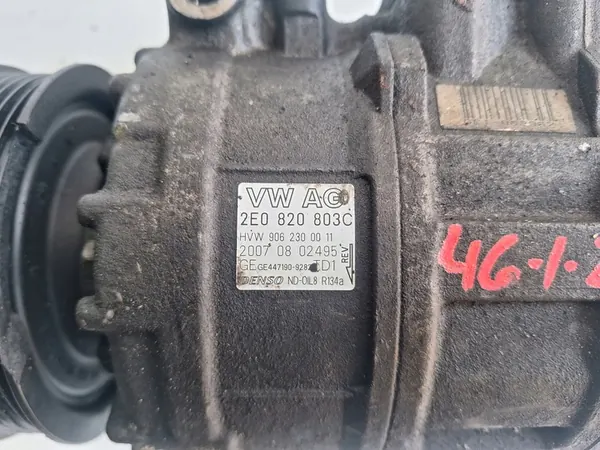 VW AG
2E0 820 803C
HVW 906 230 00 11
2007 08 02495
GE GE447190-928 TD1
REV
DENSO ND-OIL8 R134a
46-1-